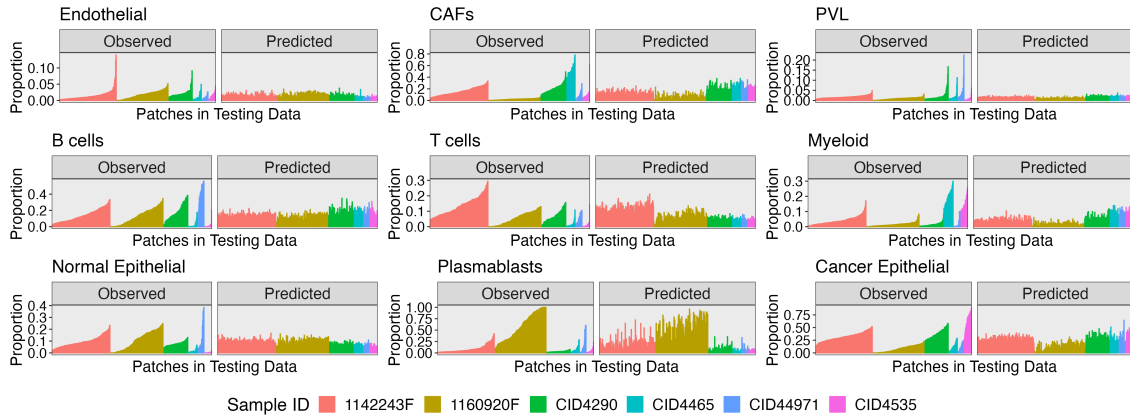 Endothelial
CAFs
PVL
Observed
Predicted
Observed
Predicted
Observed
Predicted
Proportion
0.10
0.05
0.00
Proportion
0.8
0.6
0.4
0.2
0.0
Proportion
0.20
0.15
0.10
0.05
0.00
Patches in Testing Data
Patches in Testing Data
Patches in Testing Data
B cells
T cells
Myeloid
Observed
Predicted
Observed
Predicted
Observed
Predicted
Proportion
0.4
0.2
0.0
Proportion
0.3
0.2
0.1
0.0
Proportion
0.3
0.2
0.1
0.0
Patches in Testing Data
Patches in Testing Data
Patches in Testing Data
Normal Epithelial
Plasmablasts
Cancer Epithelial
Observed
Predicted
Observed
Predicted
Observed
Predicted
Proportion
0.4
0.3
0.2
0.1
0.0
Proportion
1.00
0.75
0.50
0.25
0.00
Proportion
0.75
0.50
0.25
0.00
Patches in Testing Data
Patches in Testing Data
Patches in Testing Data
Sample ID 1142243F 1160920F CID4290 CID4465 CID44971 CID4535